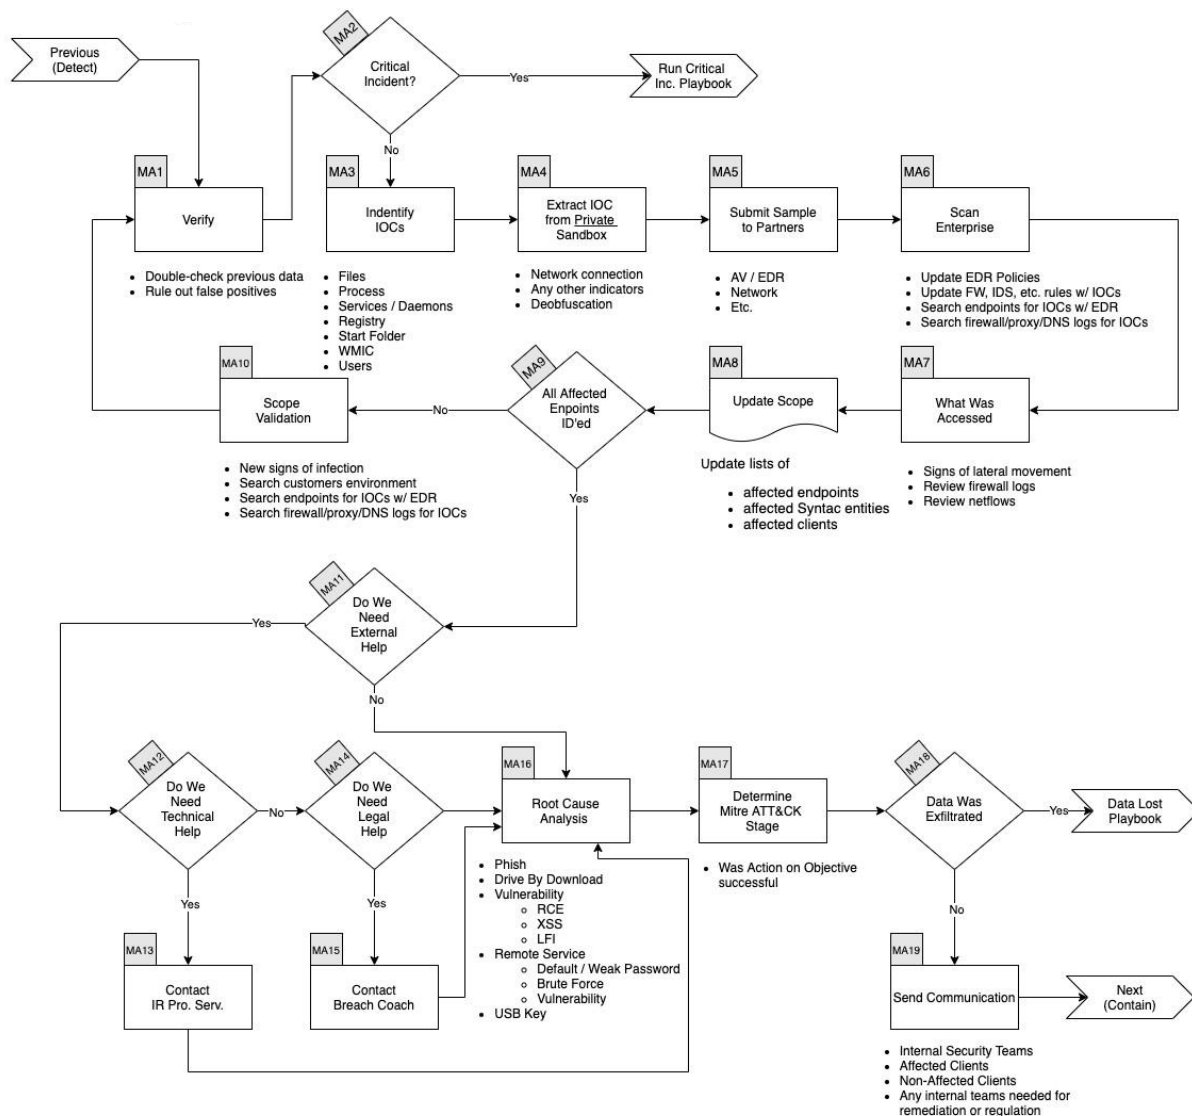 Previous
(Detect)
MA2
Critical
Incident?
Yes
Run Critical
Inc. Playbook
No
MA1
Verify
MA3
Indentify
IOCs
MA4
Extract IOC
from Private
Sandbox
MA5
Submit Sample
to Partners
MA6
Scan
Enterprise
• Double-check previous data
• Rule out false positives
• Files
• Process
• Services / Daemons
• Registry
• Start Folder
• WMIC
• Users
• Network connection
• Any other indicators
• Deobfuscation
• AV / EDR
• Network
• Etc.
• Update EDR Policies
• Update FW, IDS, etc. rules w/ IOCs
• Search endpoints for IOCs w/ EDR
• Search firewall/proxy/DNS logs for IOCs
MA10
Scope
Validation
No
MA9
All Affected
Enpoints
ID'ed
MA8
Update Scope
MA7
What Was
Accessed
• New signs of infection
• Search customers environment
• Search endpoints for IOCs w/ EDR
• Search firewall/proxy/DNS logs for IOCs
Yes
Update lists of
• affected endpoints
• affected Syntac entities
• affected clients
• Signs of lateral movement
• Review firewall logs
• Review netflows
MA11
Do We
Need
External
Help
Yes
No
MA12
Do We
Need
Technical
Help
No
MA14
Do We
Need
Legal
Help
MA16
Root Cause
Analysis
MA17
Determine
Mitre ATT&CK
Stage
MA18
Data Was
Exfiltrated
Yes
Data Lost
Playbook
• Phish
• Drive By Download
• Vulnerability
○ RCE
○ XSS
○ LFI
• Remote Service
○ Default / Weak Password
○ Brute Force
○ Vulnerability
• USB Key
• Was Action on Objective
successful
Yes
Yes
No
MA13
Contact
IR Pro. Serv.
MA15
Contact
Breach Coach
MA19
Send Communication
Next
(Contain)
• Internal Security Teams
• Affected Clients
• Non-Affected Clients
• Any internal teams needed for
remediation or regulation